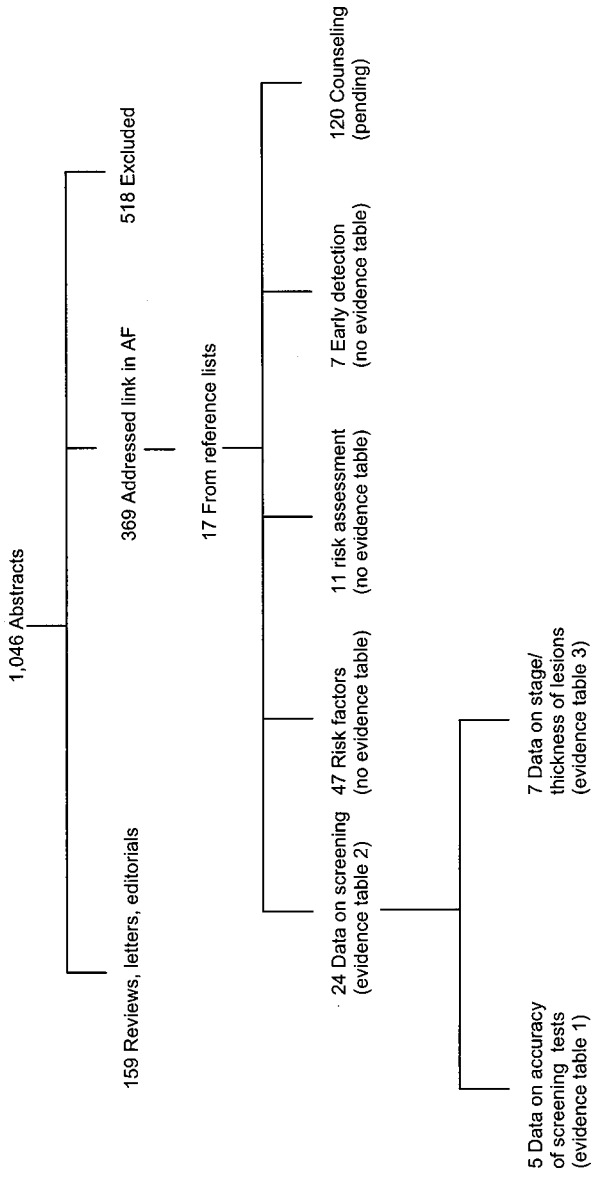 1,046 Abstracts
159 Reviews, letters, editorials
369 Addressed link in AF
518 Excluded
17 From reference lists
24 Data on screening
(evidence table 2)
47 Risk factors
(no evidence table)
11 risk assessment
(no evidence table)
7 Early detection
(no evidence table)
120 Counseling
(pending)
5 Data on accuracy
of screening tests
(evidence table 1)
7 Data on stage/
thickness of lesions
(evidence table 3)